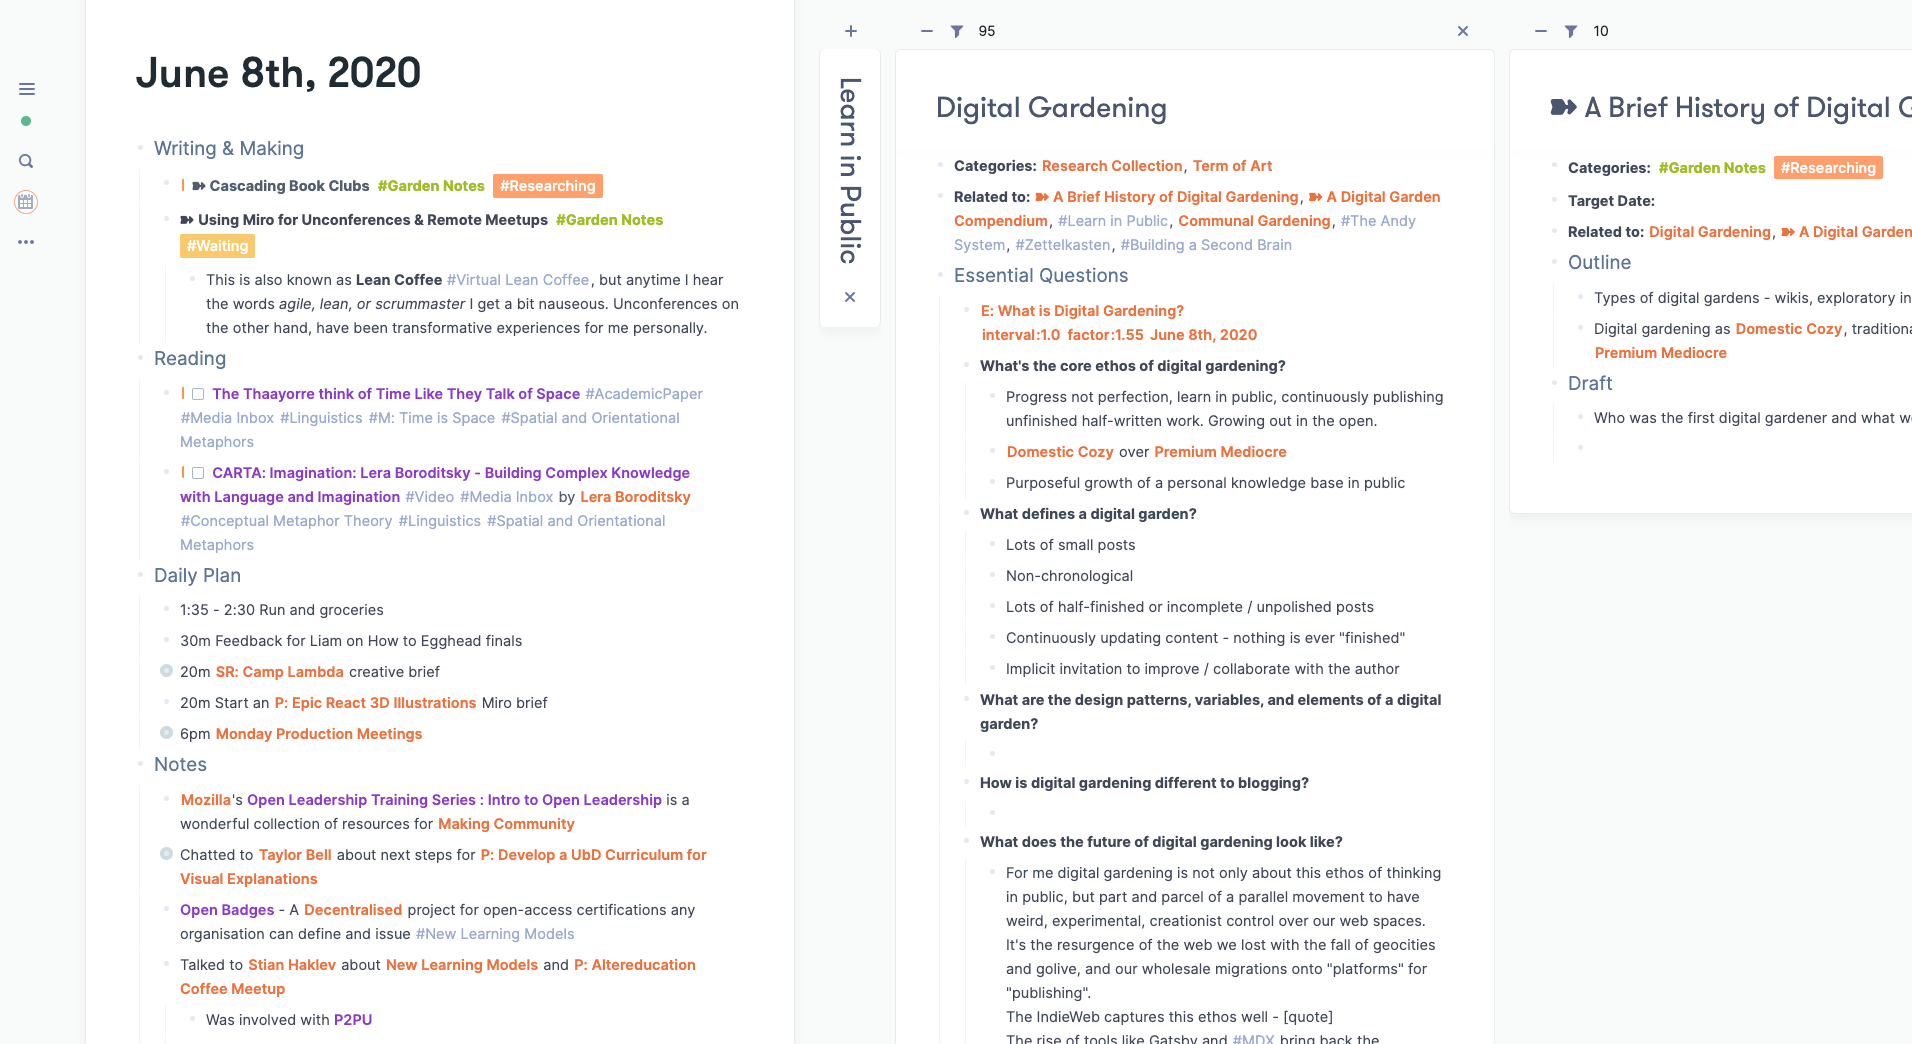 June 8th, 2020
Writing & Making
Cascading Book Clubs #Garden Notes #Researching
Using Miro for Unconferences & Remote Meetups #Garden Notes
#Waiting
This is also known as Lean Coffee #Virtual Lean Coffee, but anytime I hear
the words agile, lean, or scrummaster I get a bit nauseous. Unconferences on
the other hand, have been transformative experiences for me personally.
Reading
The Thaayorre think of Time Like They Talk of Space #AcademicPaper
#Media Inbox #Linguistics #M: Time is Space #Spatial and Orientational
Metaphors
CARTA: Imagination: Lera Boroditsky - Building Complex Knowledge
with Language and Imagination #Video #Media Inbox by Lera Boroditsky
#Conceptual Metaphor Theory #Linguistics #Spatial and Orientational
Metaphors
Daily Plan
1:35 - 2:30 Run and groceries
30m Feedback for Liam on How to Egghead finals
20m SR: Camp Lambda creative brief
20m Start an P: Epic React 3D Illustrations Miro brief
6pm Monday Production Meetings
Notes
Mozilla's Open Leadership Training Series : Intro to Open Leadership is a
wonderful collection of resources for Making Community
Chatted to Taylor Bell about next steps for P: Develop a UbD Curriculum for
Visual Explanations
Open Badges - A Decentralised project for open-access certifications any
organisation can define and issue #New Learning Models
Talked to Stian Haklev about New Learning Models and P: Altereducation
Coffee Meetup
Was involved with P2PU
Learn in Public
95
Digital Gardening
Categories: Research Collection, Term of Art
Related to: A Brief History of Digital Gardening, A Digital Garden
Compendium, #Learn in Public, Communal Gardening, #The Andy
System, #Zettelkasten, #Building a Second Brain
Essential Questions
E: What is Digital Gardening?
interval:1.0 factor:1.55 June 8th, 2020
What's the core ethos of digital gardening?
Progress not perfection, learn in public, continuously publishing
unfinished half-written work. Growing out in the open.
Domestic Cozy over Premium Mediocre
Purposeful growth of a personal knowledge base in public
What defines a digital garden?
Lots of small posts
Non-chronological
Lots of half-finished or incomplete / unpolished posts
Continuously updating content - nothing is ever "finished"
Implicit invitation to improve / collaborate with the author
What are the design patterns, variables, and elements of a digital
garden?
How is digital gardening different to blogging?
What does the future of digital gardening look like?
For me digital gardening is not only about this ethos of thinking
in public, but part and parcel of a parallel movement to have
weird, experimental, creationist control over our web spaces.
It's the resurgence of the web we lost with the fall of geocities
and golive, and our wholesale migrations onto "platforms" for
"publishing".
The IndieWeb captures this ethos well - [quote]
The rise of tools like Gatsby and #MDX bring back the
10
A Brief History of Digital
Categories: #Garden Notes #Researching
Target Date:
Related to: Digital Gardening, A Digital Garden
Outline
Types of digital gardens - wikis, exploratory
Digital gardening as Domestic Cozy,
Premium Mediocre
Draft
Who was the first digital gardener and what